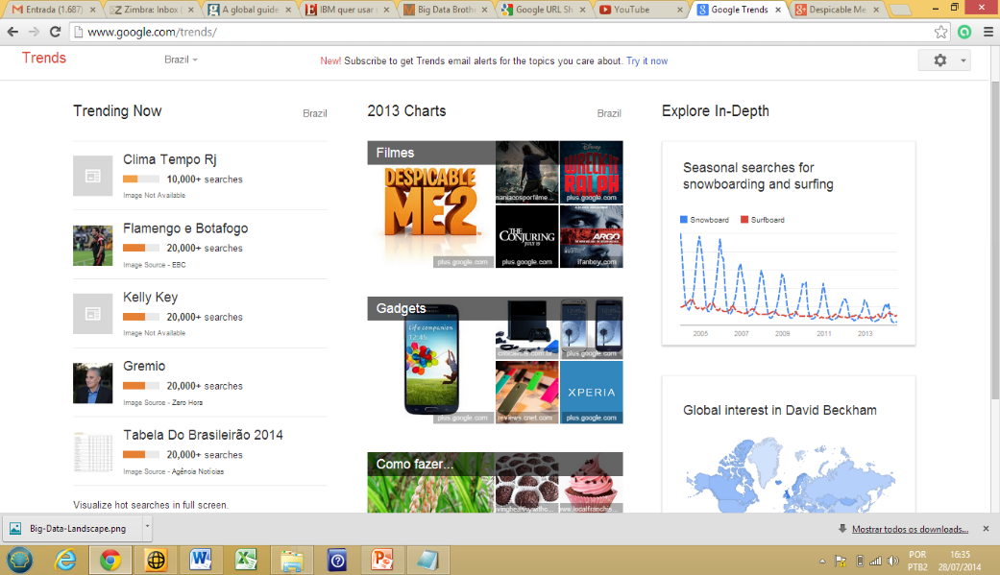 Entrada (1.687)
Zimbra: Inbox (
A global guide
IBM quer usar
Big Data Broth
Google URL Sh
YouTube
Google Trends
Despicable Me
www.google.com/trends/
Trends
Brazil
New! Subscribe to get Trends email alerts for the topics you care about. Try it now
Trending Now
Brazil
Clima Tempo Rj
10,000+ searches
Image Not Available
Flamengo e Botafogo
20,000+ searches
Image Source - EBC
Kelly Key
20,000+ searches
Image Not Available
Gremio
20,000+ searches
Image Source - Zero Hora
Tabela Do Brasileirão 2014
20,000+ searches
Image Source - Agência Notícias
Visualize hot searches in full screen.
2013 Charts
Brazil
Filmes
DESPICABLE
ME2
plus.google.com
maniacosporfilme...
Disney
WRECK-IT
RALPH
plus.google.com
THE
CONJURING
JULY 19
plus.google.com
ARGO
ifanboy.com
Gadgets
Life companion
12:45
plus.google.com
plus.google.com
reviews.cnet.com
XPERIA
plus.google.com
Como fazer...
Explore In-Depth
Seasonal searches for
snowboarding and surfing
Snowboard
Surfboard
2005
2007
2009
2011
2013
Global interest in David Beckham
Big-Data-Landscape.png
Mostrar todos os downloads...
POR
PTB2
16:35
28/07/2014